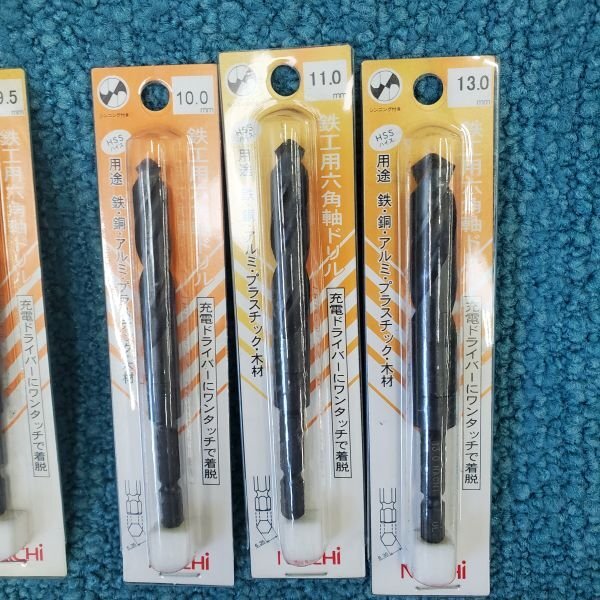 9.5
mm
10.0
mm
シンニング付き
HSS
ハイス
鉄工用六角軸ドリル
用途 鉄・銅・アルミ・プラスチック・木材
充電ドライバーにワンタッチで着脱
6.35
11.0
mm
シンニング付き
HSS
鉄工用六角軸ドリル
用途 鉄・銅・アルミ・プラスチック・木材
充電ドライバーにワンタッチで着脱
6.35
13.0
mm
シンニング付き
HSS
ハイス
鉄工用六角軸ドリル
用途 鉄・銅・アルミ・プラスチック・木材
充電ドライバーにワンタッチで着脱
6.35